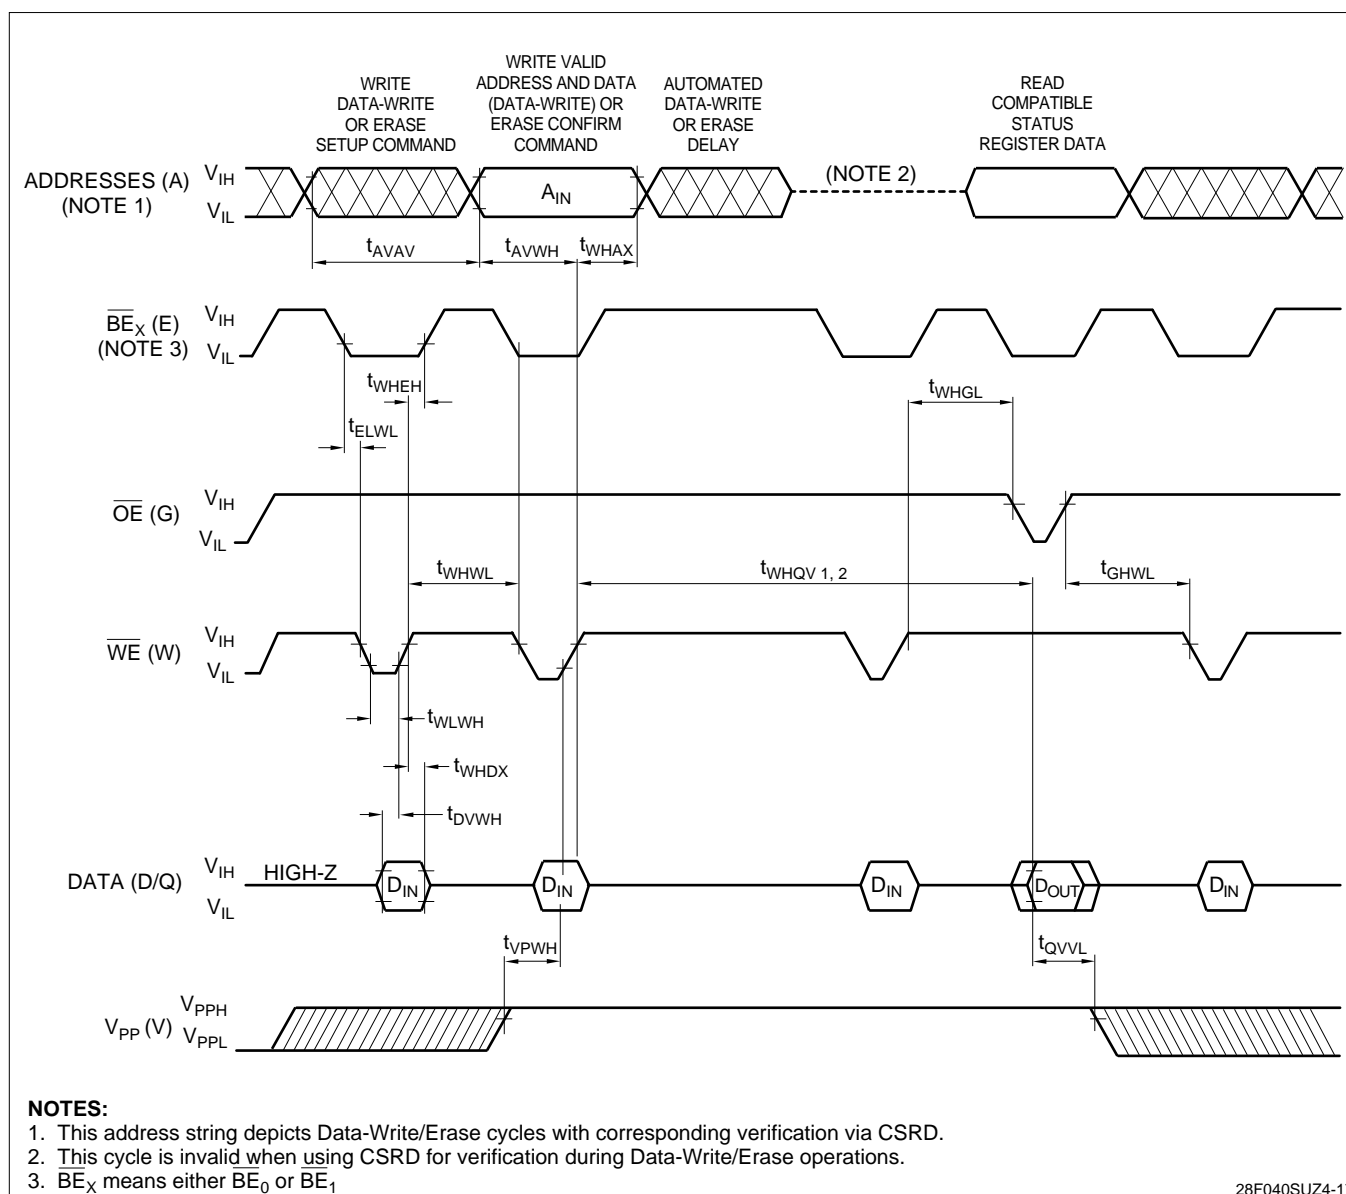 WRITE
DATA-WRITE
OR ERASE
SETUP COMMAND
WRITE VALID
ADDRESS AND DATA
(DATA-WRITE) OR
ERASE CONFIRM
COMMAND
AUTOMATED
DATA-WRITE
OR ERASE
DELAY
READ
COMPATIBLE
STATUS
REGISTER DATA
ADDRESSES (A)
(NOTE 1)
VIH
VIL
AIN
(NOTE 2)
tAVAV
tAVWH
tWHAX
BEX (E)
(NOTE 3)
VIH
VIL
tWHEH
tWHGL
tELWL
OE (G)
VIH
VIL
tWHWL
tWHQV 1, 2
tGHWL
WE (W)
VIH
VIL
tWLWH
tWHDX
tDVWH
DATA (D/Q)
VIH
VIL
HIGH-Z
DIN
DIN
DIN
DOUT
DIN
tVPWH
tQVVL
VPP (V)
VPPH
VPPL
NOTES:
1. This address string depicts Data-Write/Erase cycles with corresponding verification via CSRD.
2. This cycle is invalid when using CSRD for verification during Data-Write/Erase operations.
3. BEX means either BE0 or BE1